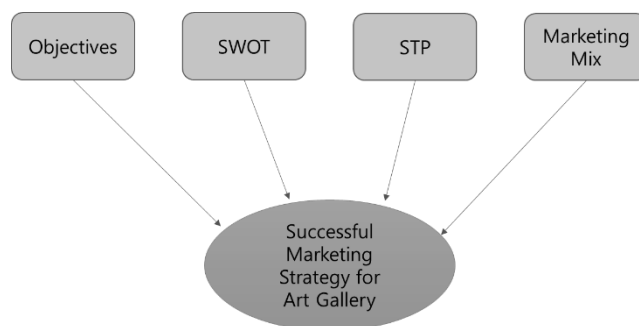 Objectives
SWOT
STP
Marketing
Mix
Successful
Marketing
Strategy for
Art Gallery